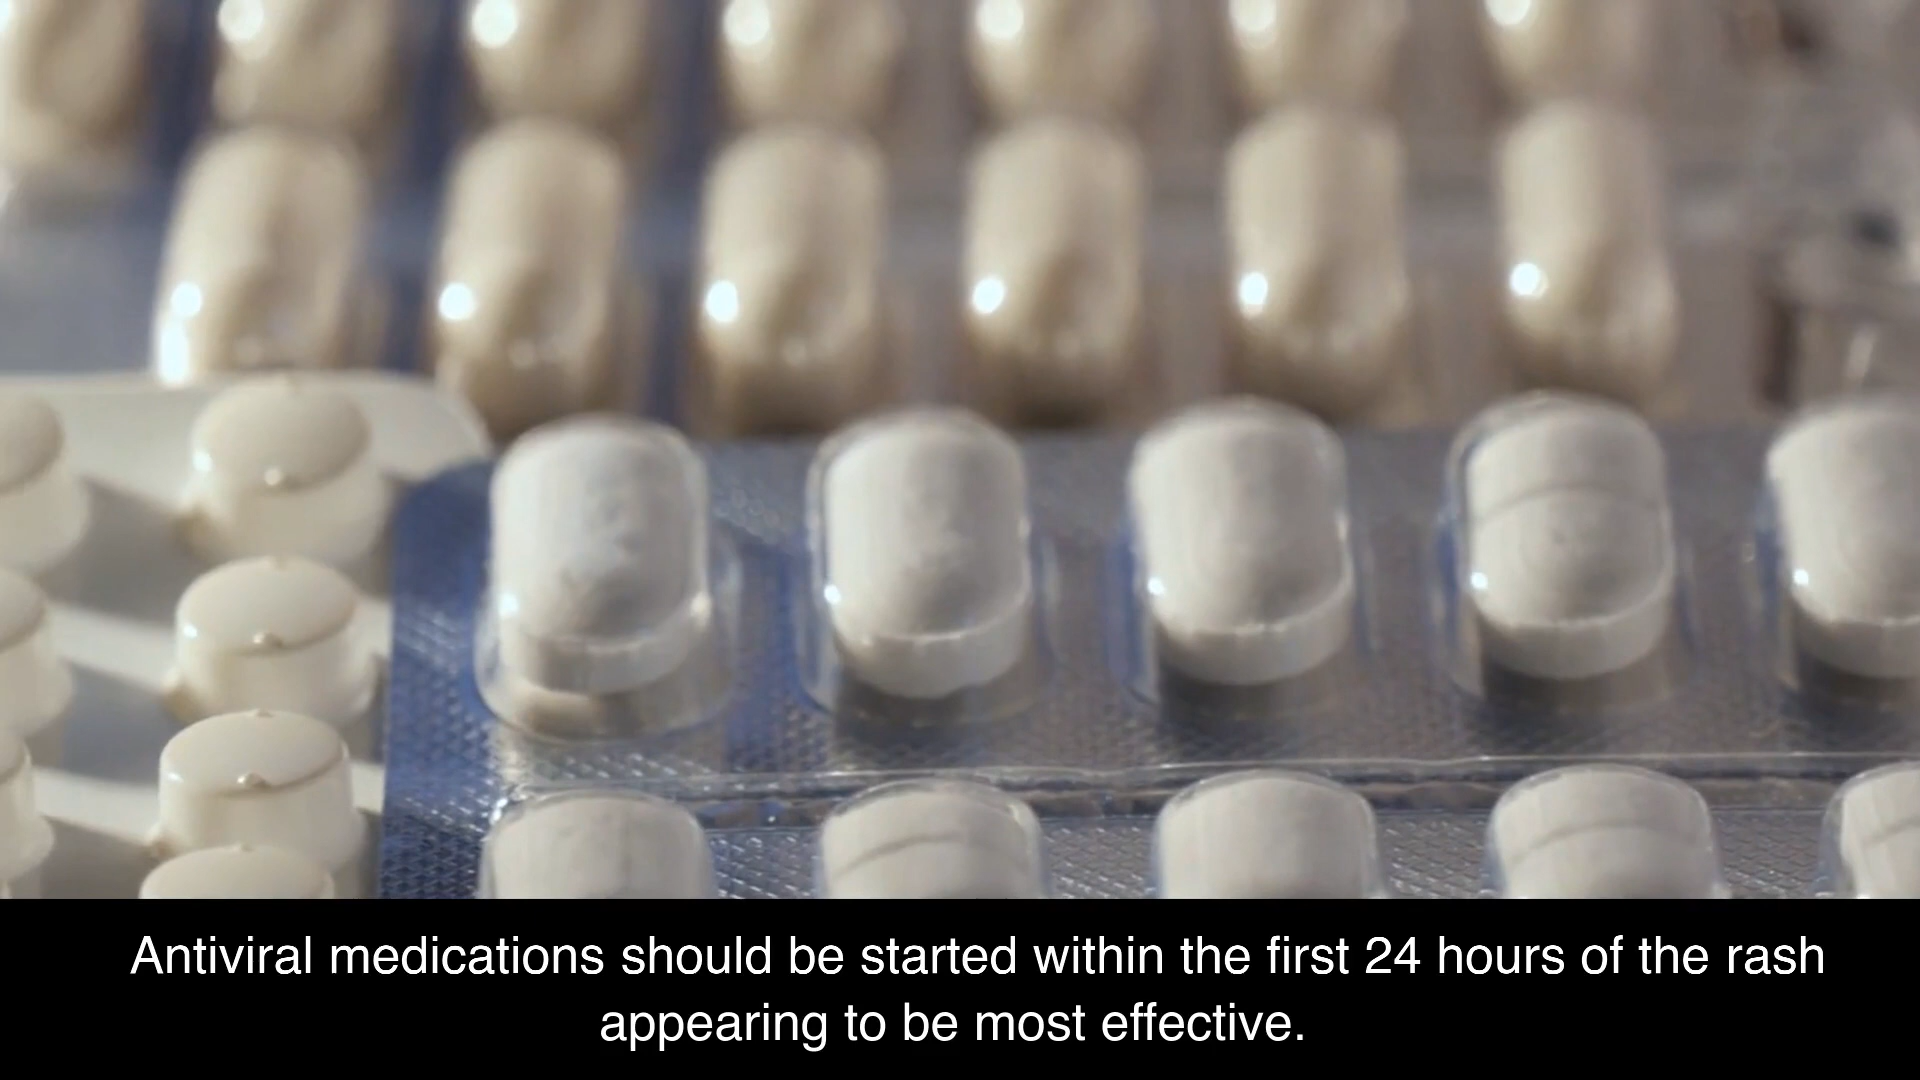 Antiviral medications should be started within the first 24 hours of the rash
appearing to be most effective.